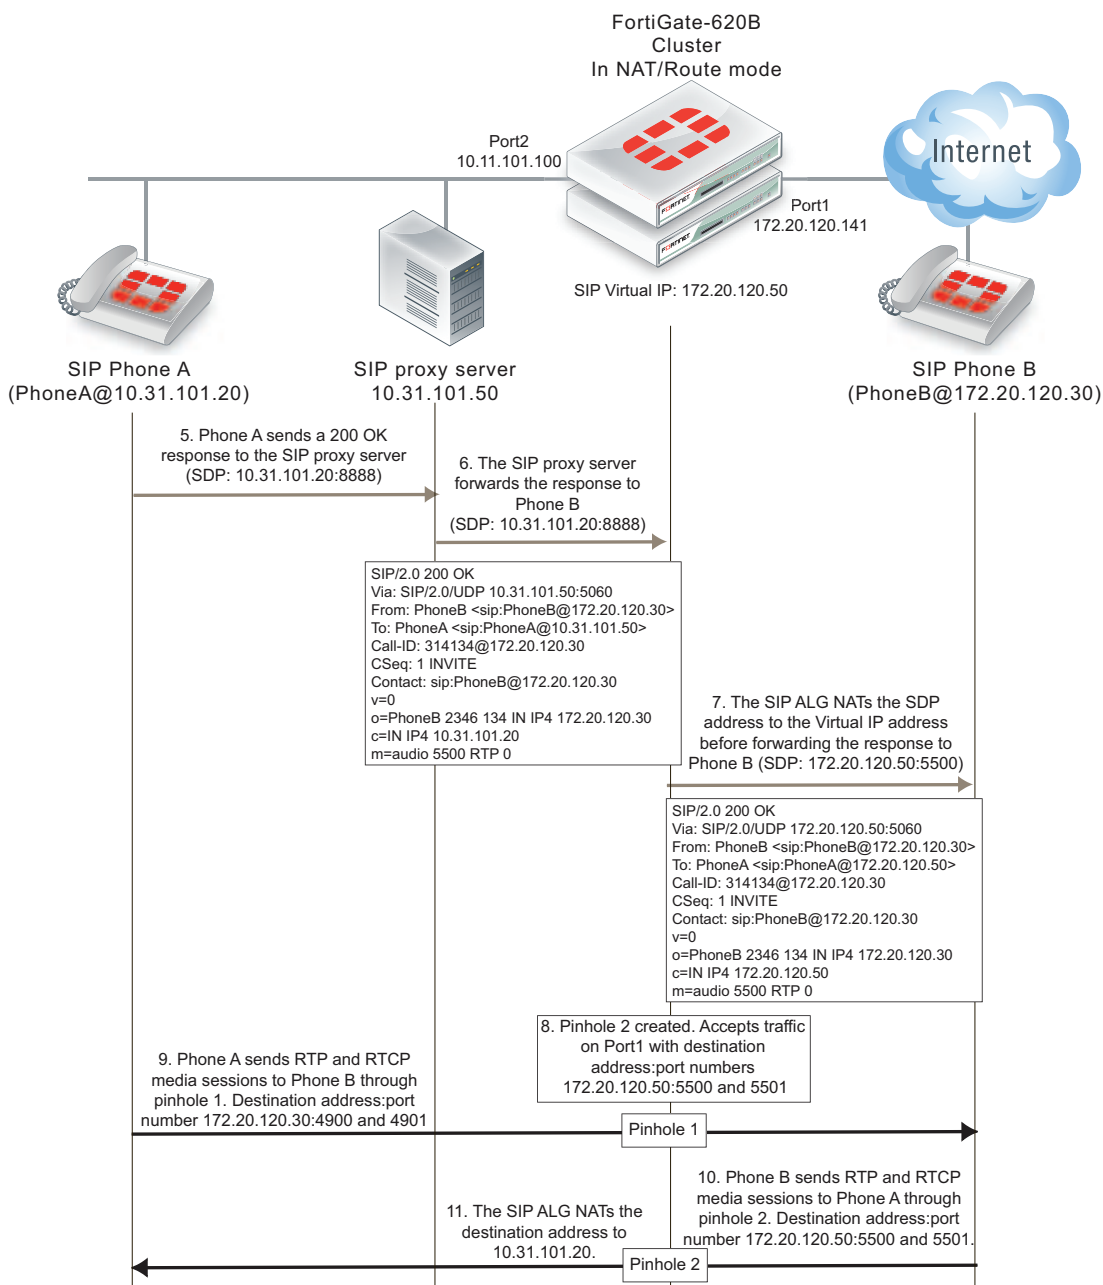 FortiGate-620B
Cluster
In NAT/Route mode
Port2
10.11.101.100
Internet
Port1
172.20.120.141
FORTINET
FORTINET
SIP Virtual IP: 172.20.120.50
SIP Phone A
(PhoneA@10.31.101.20)
SIP proxy server
10.31.101.50
SIP Phone B
(PhoneB@172.20.120.30)
5. Phone A sends a 200 OK
response to the SIP proxy server
(SDP: 10.31.101.20:8888)
6. The SIP proxy server
forwards the response to
Phone B
(SDP: 10.31.101.20:8888)
SIP/2.0 200 OK
Via: SIP/2.0/UDP 10.31.101.50:5060
From: PhoneB <sip:PhoneB@172.20.120.30>
To: PhoneA <sip:PhoneA@10.31.101.50>
Call-ID: 314134@172.20.120.30
CSeq: 1 INVITE
Contact: sip:PhoneB@172.20.120.30
v=0
o=PhoneB 2346 134 IN IP4 172.20.120.30
c=IN IP4 10.31.101.20
m=audio 5500 RTP 0
7. The SIP ALG NATs the SDP
address to the Virtual IP address
before forwarding the response to
Phone B (SDP: 172.20.120.50:5500)
SIP/2.0 200 OK
Via: SIP/2.0/UDP 172.20.120.50:5060
From: PhoneB <sip:PhoneB@172.20.120.30>
To: PhoneA <sip:PhoneA@172.20.120.50>
Call-ID: 314134@172.20.120.30
CSeq: 1 INVITE
Contact: sip:PhoneB@172.20.120.30
v=0
o=PhoneB 2346 134 IN IP4 172.20.120.30
c=IN IP4 172.20.120.50
m=audio 5500 RTP 0
8. Pinhole 2 created. Accepts traffic
on Port1 with destination
address:port numbers
172.20.120.50:5500 and 5501
9. Phone A sends RTP and RTCP
media sessions to Phone B through
pinhole 1. Destination address:port
number 172.20.120.30:4900 and 4901
Pinhole 1
10. Phone B sends RTP and RTCP
media sessions to Phone A through
pinhole 2. Destination address:port
number 172.20.120.50:5500 and 5501.
11. The SIP ALG NATs the
destination address to
10.31.101.20.
Pinhole 2